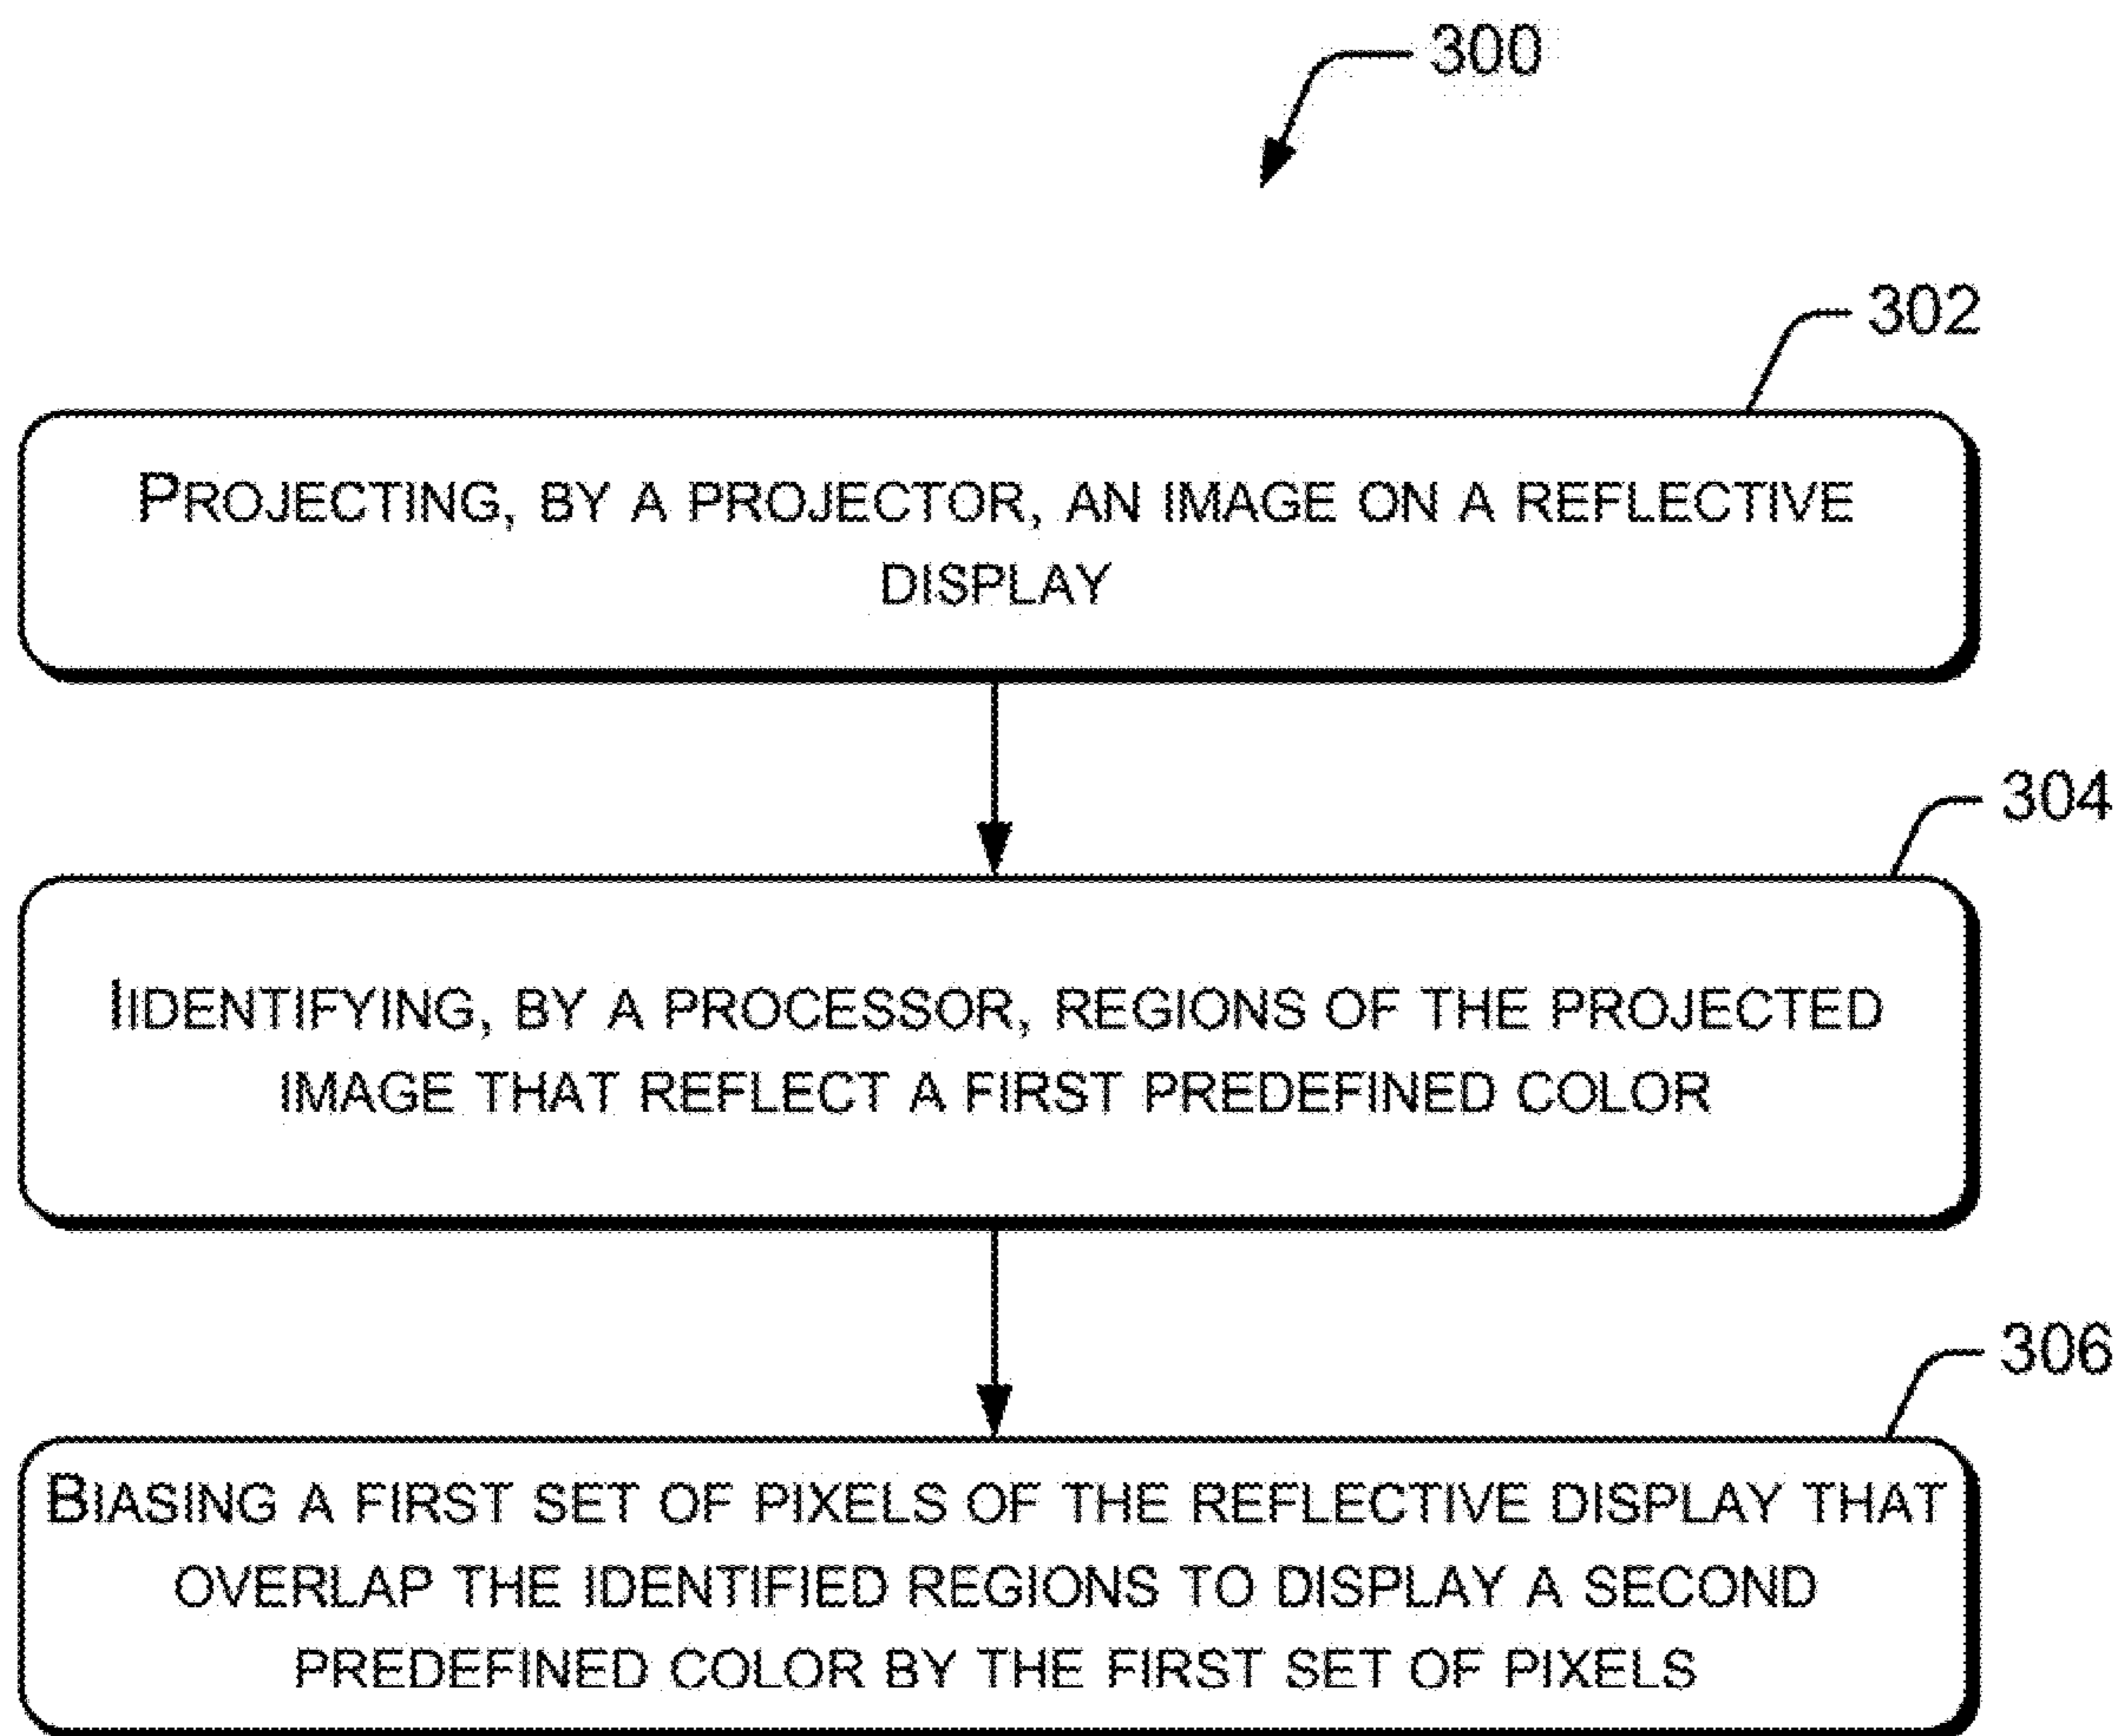 300
302
PROJECTING, BY A PROJECTOR, AN IMAGE ON A REFLECTIVE
DISPLAY
304
IIDENTIFYING, BY A PROCESSOR, REGIONS OF THE PROJECTED
IMAGE THAT REFLECT A FIRST PREDEFINED COLOR
306
BIASING A FIRST SET OF PIXELS OF THE REFLECTIVE DISPLAY THAT
OVERLAP THE IDENTIFIED REGIONS TO DISPLAY A SECOND
PREDEFINED COLOR BY THE FIRST SET OF PIXELS